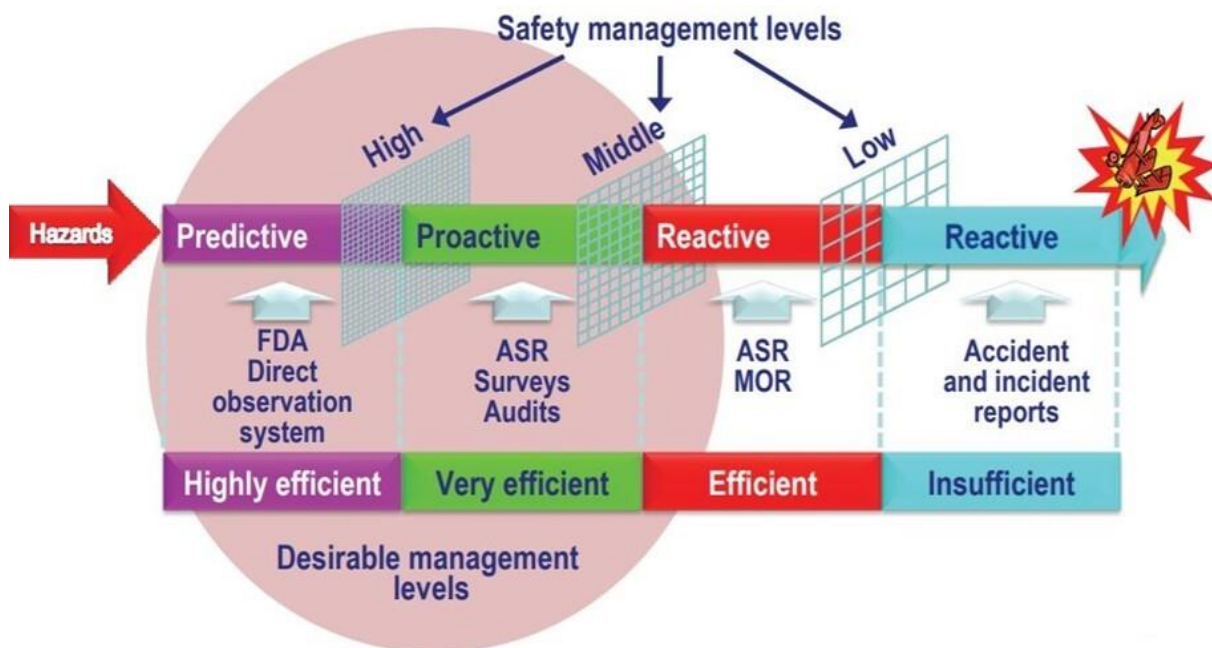 Safety management levels
High
Middle
Low
Hazards
Predictive
Proactive
Reactive
Reactive
FDA
Direct
observation
system
ASR
Surveys
Audits
ASR
MOR
Accident
and incident
reports
Highly efficient
Very efficient
Efficient
Insufficient
Desirable management
levels